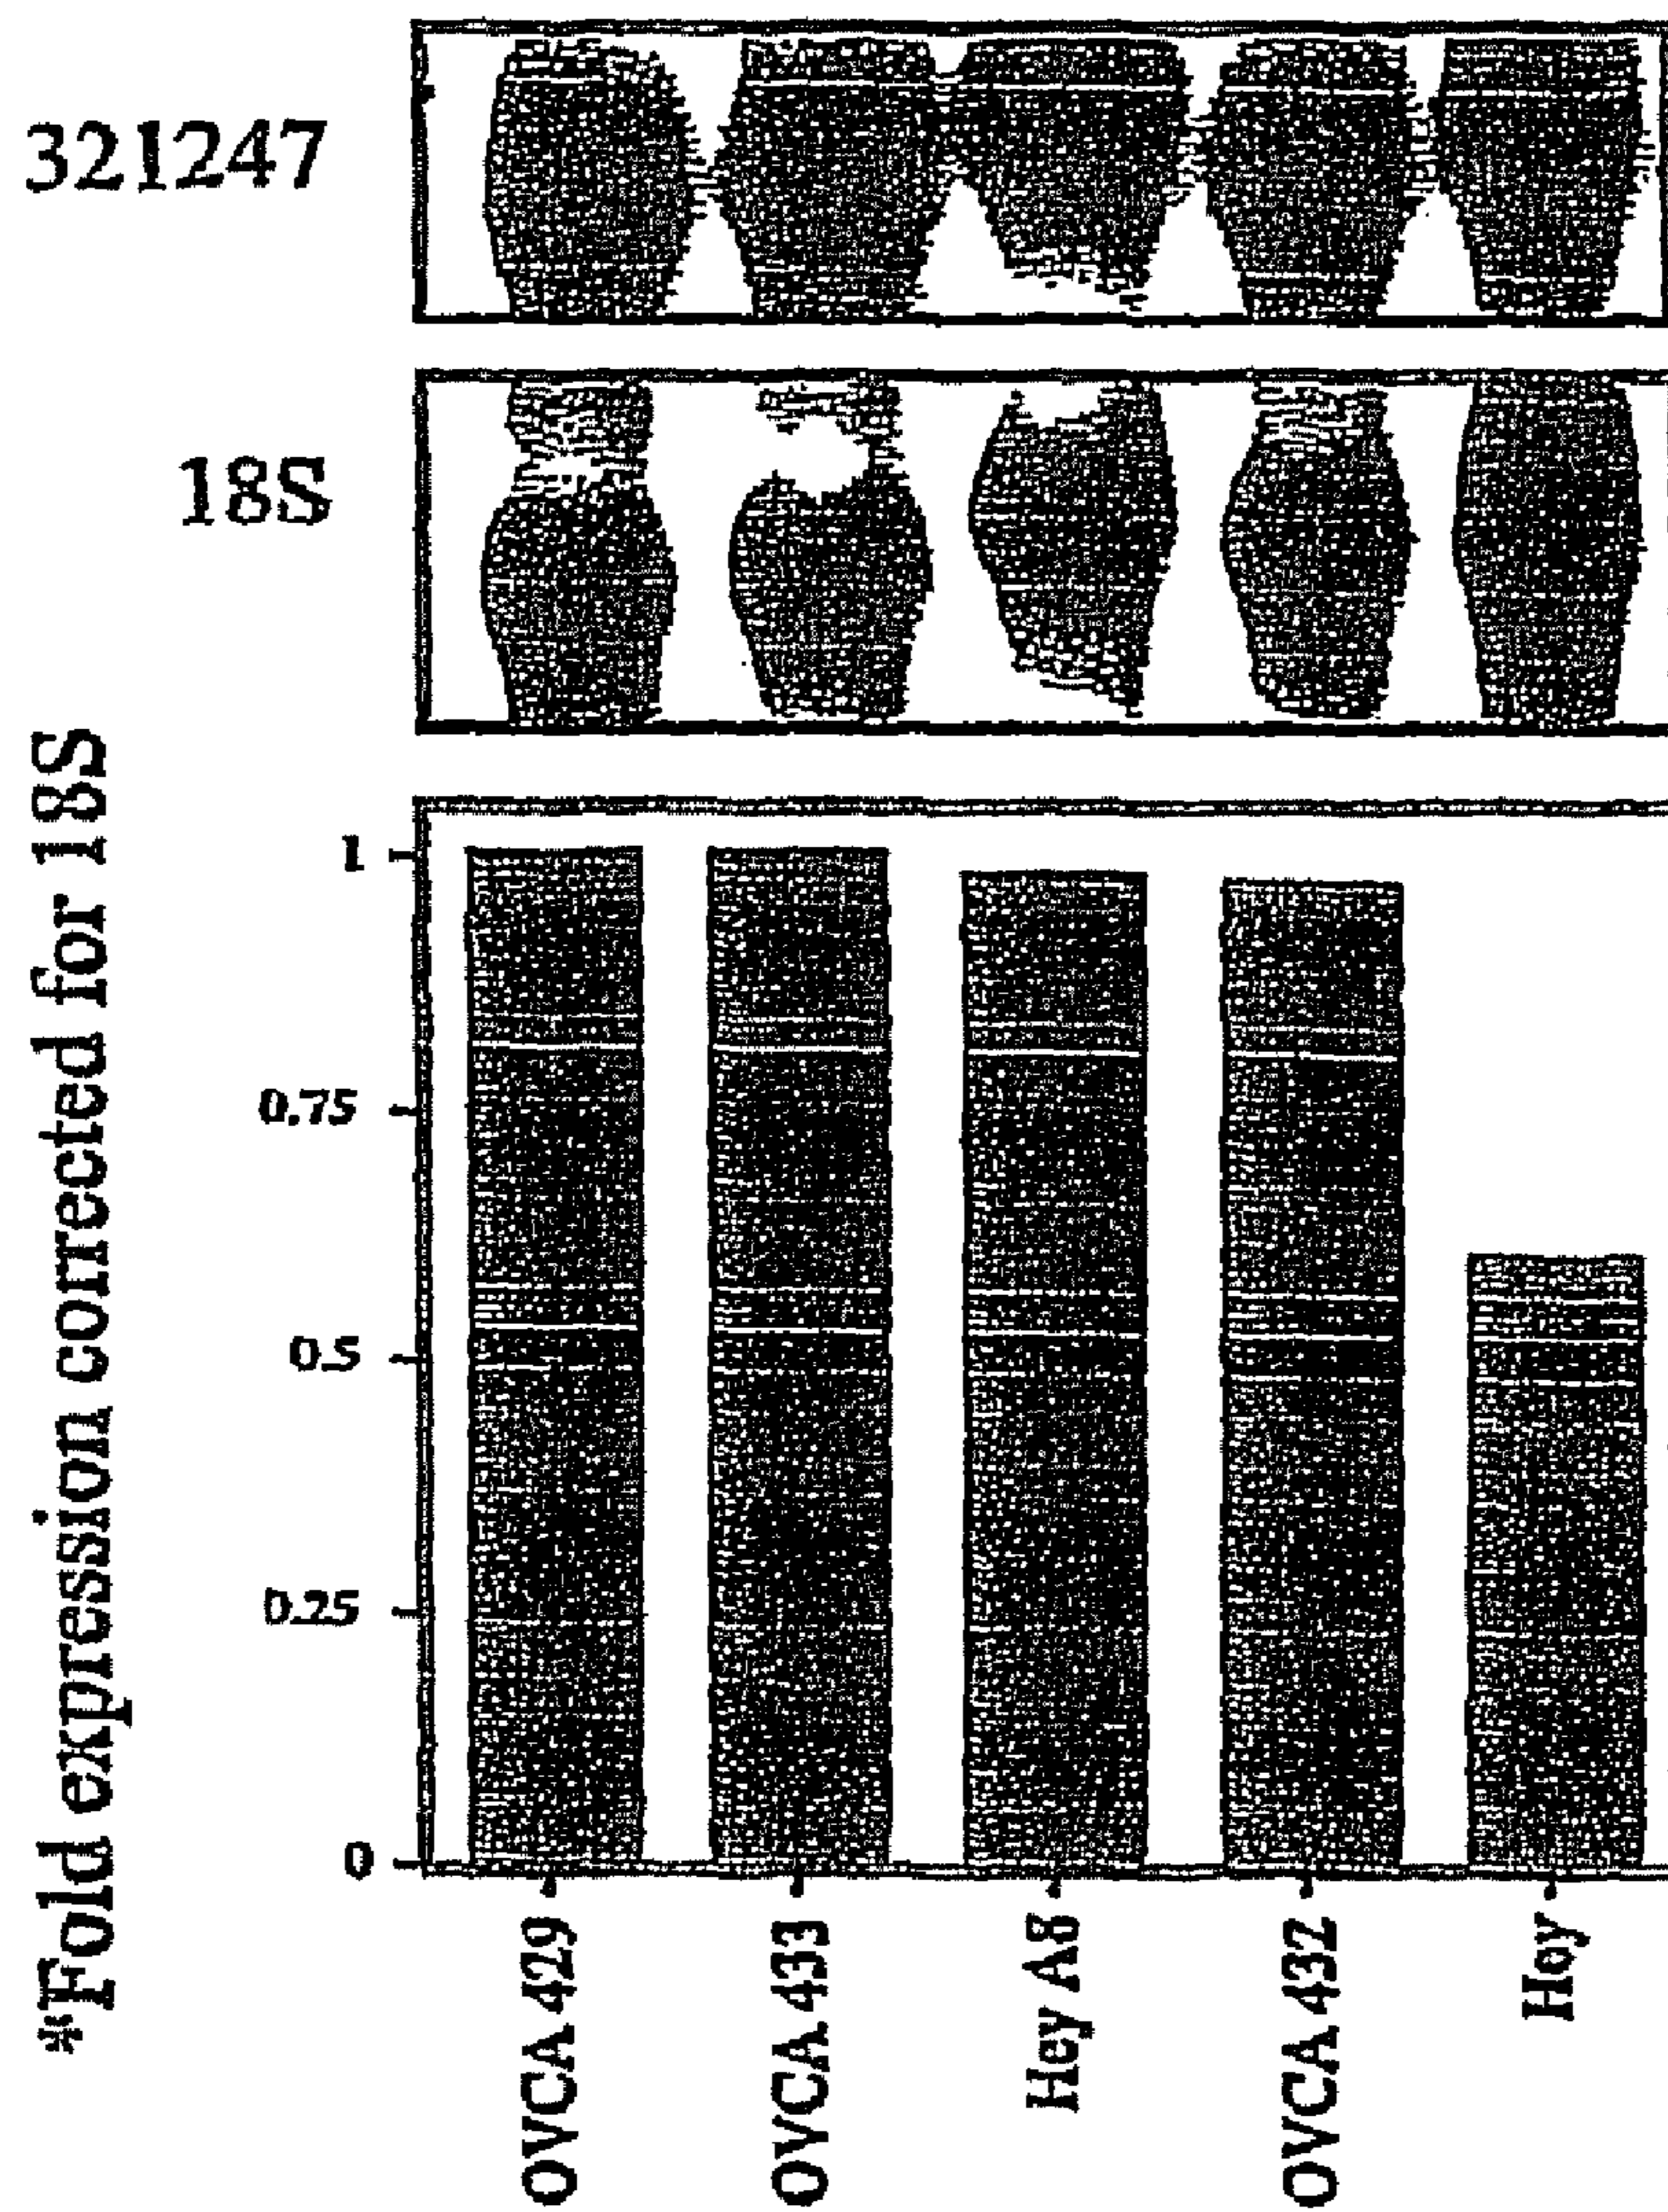 321247
18S
*Fold expression corrected for 18S
1
0.75
0.5
0.25
0
OVCA 429
OVCA 433
Hey A8
OVCA 432
Hey